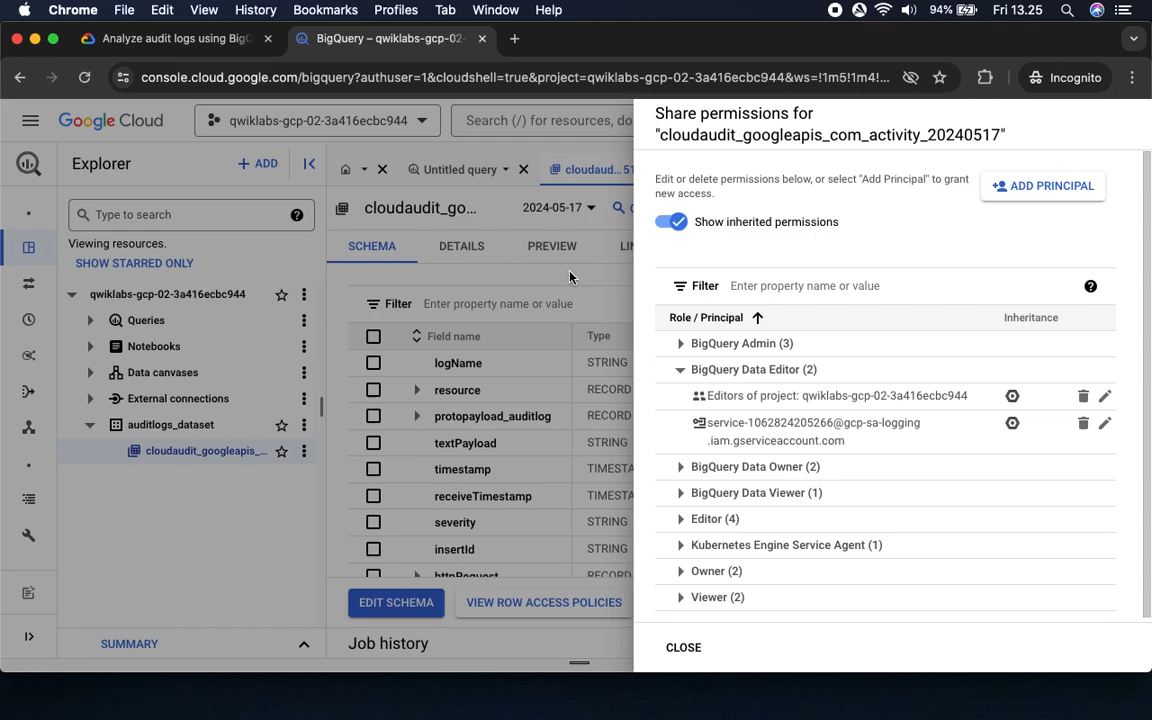 Chrome File Edit View History Bookmarks Profiles Tab Window Help 94% Fri 13.25
Analyze audit logs using BigQ
BigQuery – qwiklabs-gcp-02-
console.cloud.google.com/bigquery?authuser=1&cloudshell=true&project=qwiklabs-gcp-02-3a416ecbc944&ws=!1m5!1m4!...
Incognito
Google Cloud
qwiklabs-gcp-02-3a416ecbc944
Search (/) for resources, do
Explorer
+ ADD
Type to search
Viewing resources.
SHOW STARRED ONLY
qwiklabs-gcp-02-3a416ecbc944
Queries
Notebooks
Data canvases
External connections
auditlogs_dataset
cloudaudit_googleapis_...
SUMMARY
Untitled query
cloudaud... 51
cloudaudit_go...
2024-05-17
SCHEMA
DETAILS
PREVIEW
LIN
Filter Enter property name or value
Field name Type
logName STRING
resource RECORD
protopayload_auditlog RECORD
textPayload STRING
timestamp TIMESTA
receiveTimestamp TIMESTA
severity STRING
insertId STRING
httpRequest RECORD
EDIT SCHEMA
VIEW ROW ACCESS POLICIES
Job history
Share permissions for
"cloudaudit_googleapis_com_activity_20240517"
Edit or delete permissions below, or select "Add Principal" to grant
new access.
ADD PRINCIPAL
Show inherited permissions
Filter Enter property name or value
Role / Principal Inheritance
BigQuery Admin (3)
BigQuery Data Editor (2)
Editors of project: qwiklabs-gcp-02-3a416ecbc944
service-1062824205266@gcp-sa-logging
.iam.gserviceaccount.com
BigQuery Data Owner (2)
BigQuery Data Viewer (1)
Editor (4)
Kubernetes Engine Service Agent (1)
Owner (2)
Viewer (2)
CLOSE